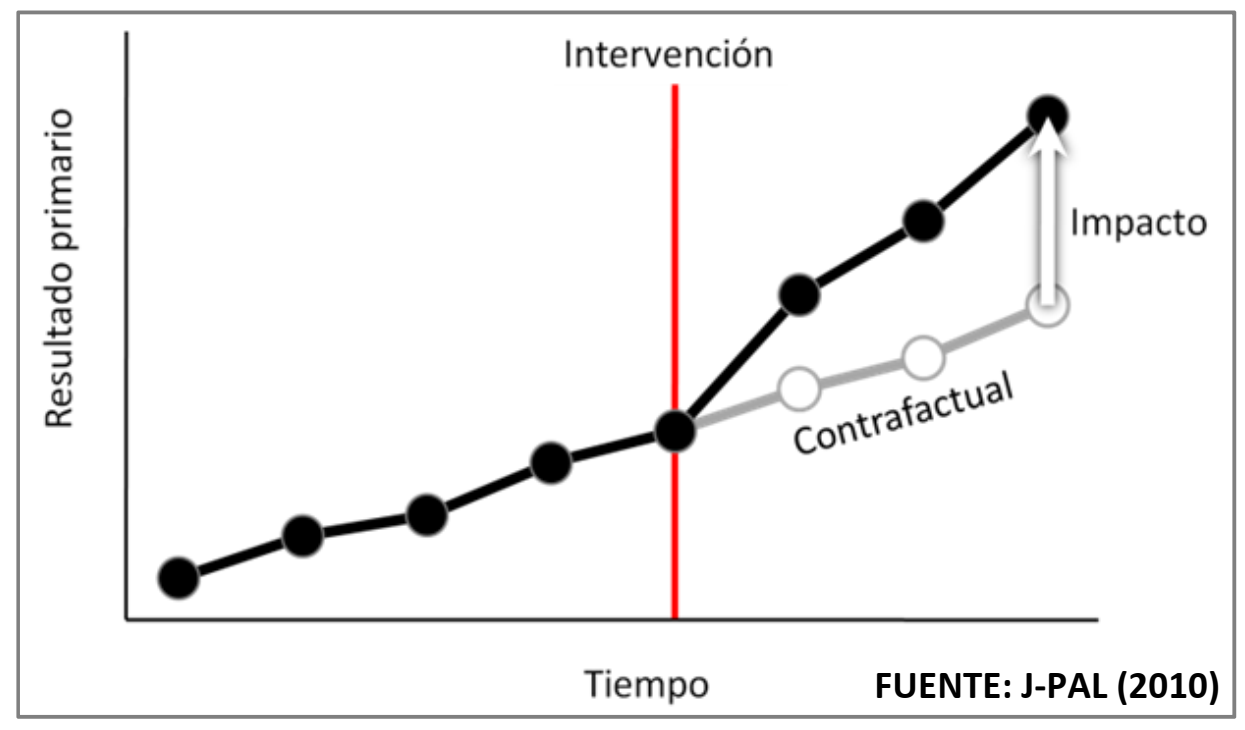 Intervención
Resultado primario
Impacto
Contrafactual
Tiempo
FUENTE: J-PAL (2010)